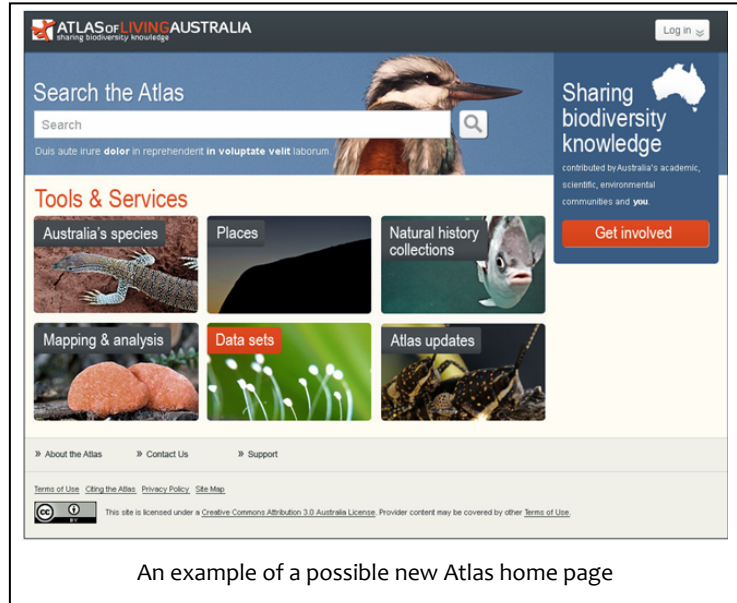 ATLAS OF LIVING AUSTRALIA
sharing biodiversity knowledge
Log in
Search the Atlas
Search
Duis aute irure dolor in reprehenderit in voluptate velit laborum.
Sharing
biodiversity
knowledge
contributed by Australia's academic,
scientific, environmental
communities and you.
Get involved
Tools & Services
Australia's species
Places
Natural history
collections
Mapping & analysis
Data sets
Atlas updates
» About the Atlas
» Contact Us
» Support
Terms of Use Citing the Atlas Privacy Policy Site Map
cc BY
This site is licensed under a Creative Commons Attribution 3.0 Australia License. Provider content may be covered by other Terms of Use.
An example of a possible new Atlas home page